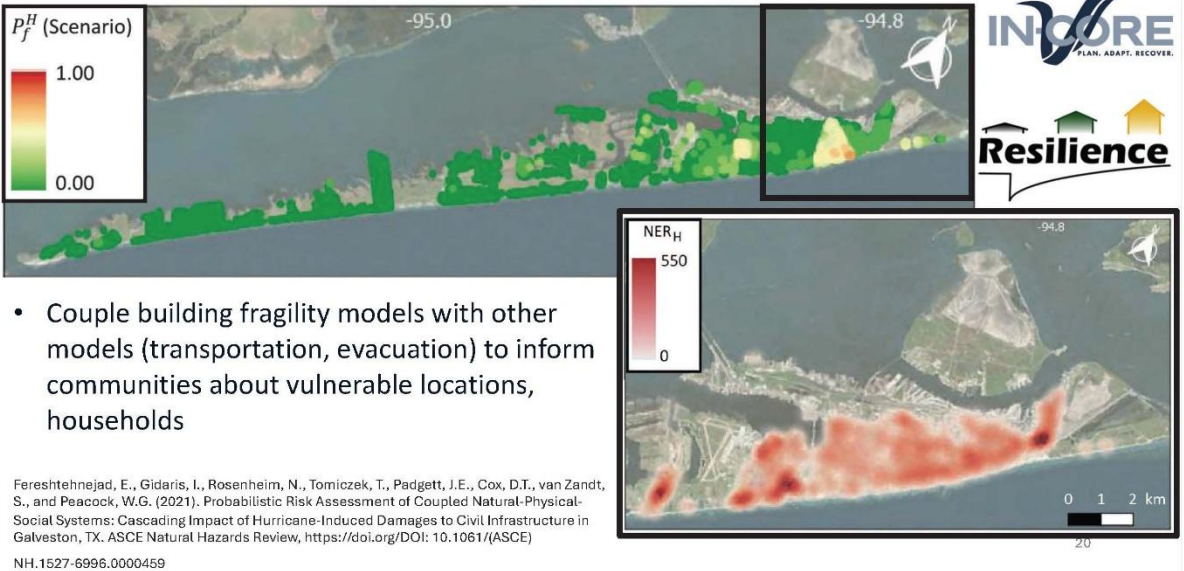 P_f^H (Scenario)
1.00
0.00
-95.0
-94.8
N
IN-CORE
PLAN. ADAPT. RECOVER.
Resilience
NER_H
550
0
-94.8
0 1 2 km
• Couple building fragility models with other
models (transportation, evacuation) to inform
communities about vulnerable locations,
households
Fereshtehnejad, E., Gidaris, I., Rosenheim, N., Tomiczek, T., Padgett, J.E., Cox, D.T., van Zandt,
S., and Peacock, W.G. (2021). Probabilistic Risk Assessment of Coupled Natural-Physical-
Social Systems: Cascading Impact of Hurricane-Induced Damages to Civil Infrastructure in
Galveston, TX. ASCE Natural Hazards Review, https://doi.org/DOI: 10.1061/(ASCE)
NH.1527-6996.0000459
20